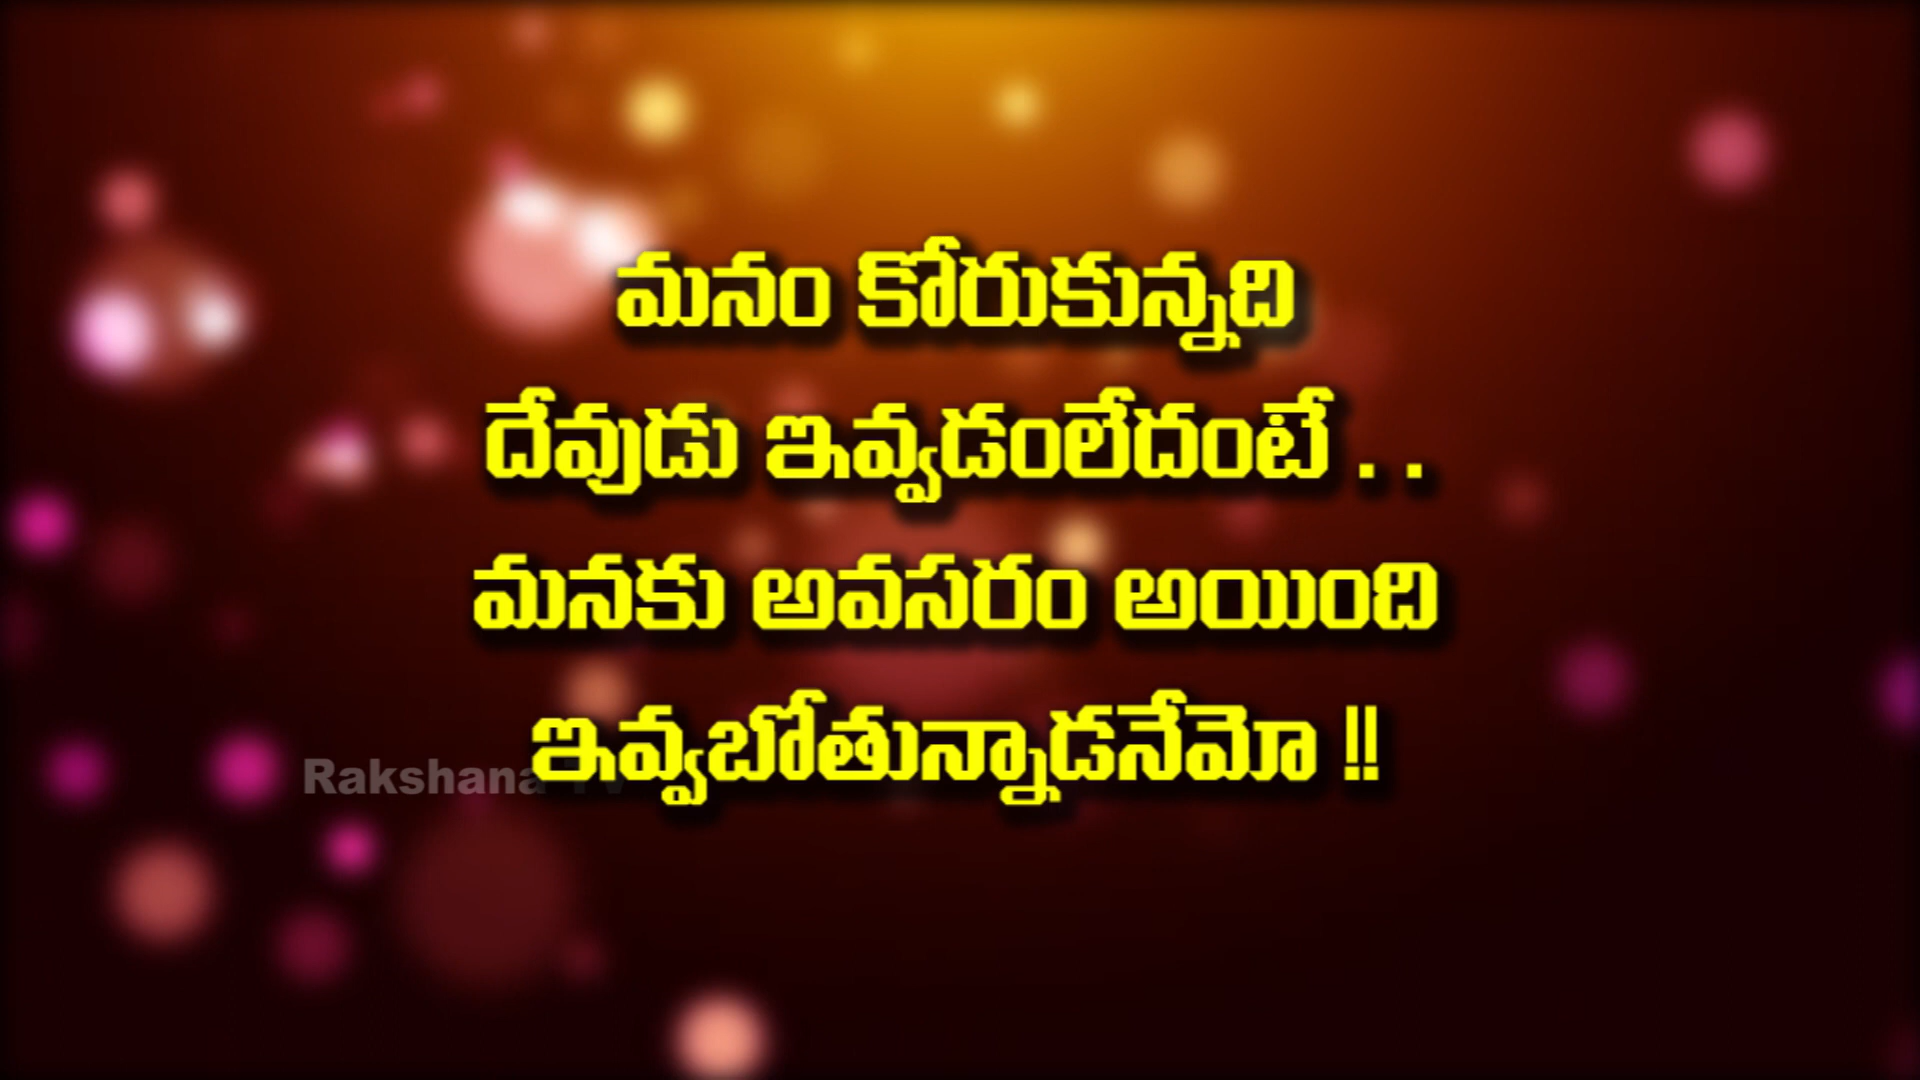 మనం కోరుకున్నది
దేవుడు ఇవ్వడంలేదంటే . .
మనకు అవసరం అయింది
ఇవ్వబోతున్నాడనేమో !!
Rakshana TV